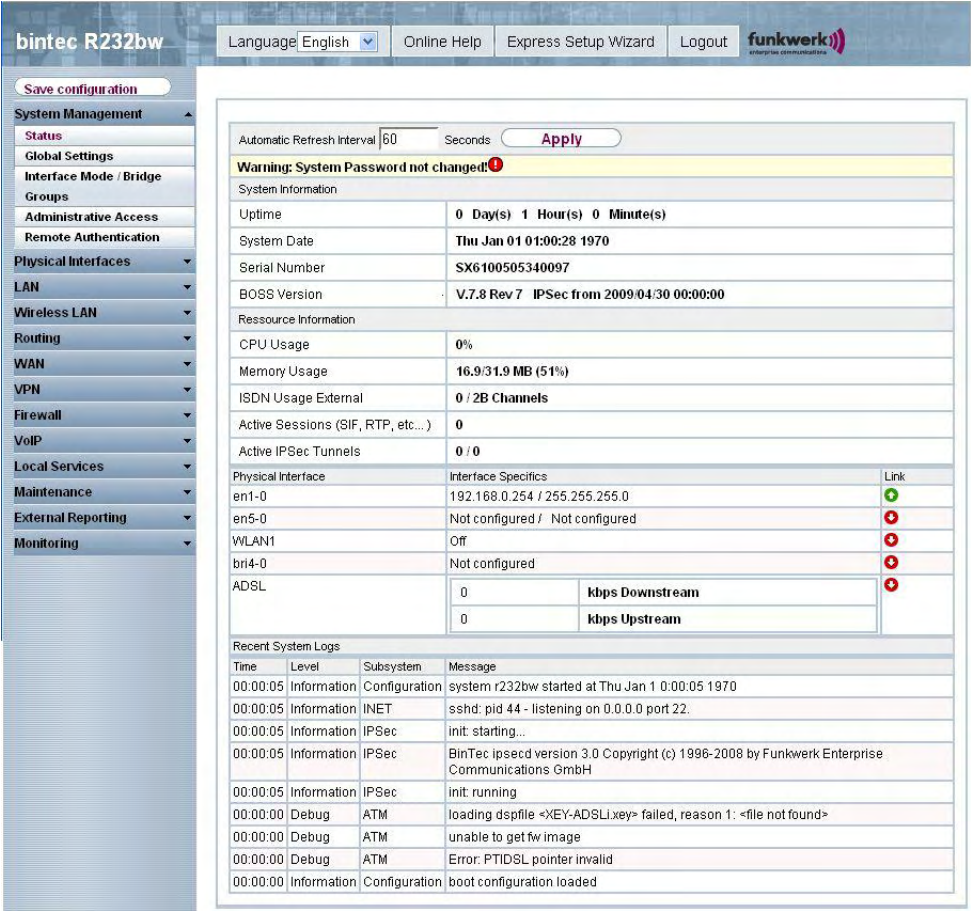 bintec R232bw
Language English Online Help Express Setup Wizard Logout funkwerk
enterprise communications
Save configuration
System Management
Status
Global Settings
Interface Mode / Bridge
Groups
Administrative Access
Remote Authentication
Physical Interfaces
LAN
Wireless LAN
Routing
WAN
VPN
Firewall
VoIP
Local Services
Maintenance
External Reporting
Monitoring
Automatic Refresh Interval 60 Seconds Apply
Warning: System Password not changed!
System Information
Uptime 0 Day(s) 1 Hour(s) 0 Minute(s)
System Date Thu Jan 01 01:00:28 1970
Serial Number SX6100505340097
BOSS Version V.7.8 Rev 7 IPSec from 2009/04/30 00:00:00
Ressource Information
CPU Usage 0%
Memory Usage 16.9/31.9 MB (51%)
ISDN Usage External 0 / 2B Channels
Active Sessions (SIF, RTP, etc... ) 0
Active IPSec Tunnels 0 / 0
Physical Interface Interface Specifics Link
en1-0 192.168.0.254 / 255.255.255.0
en5-0 Not configured / Not configured
WLAN1 Off
bri4-0 Not configured
ADSL 0 kbps Downstream
0 kbps Upstream
Recent System Logs
Time Level Subsystem Message
00:00:05 Information Configuration system r232bw started at Thu Jan 1 0:00:05 1970
00:00:05 Information INET sshd: pid 44 - listening on 0.0.0.0 port 22.
00:00:05 Information IPSec init: starting...
00:00:05 Information IPSec BinTec ipsecd version 3.0 Copyright (c) 1996-2008 by Funkwerk Enterprise
Communications GmbH
00:00:05 Information IPSec init: running
00:00:00 Debug ATM loading dspfile <XEY-ADSLi.xey> failed, reason 1: <file not found>
00:00:00 Debug ATM unable to get fw image
00:00:00 Debug ATM Error: PTIDSL pointer invalid
00:00:00 Information Configuration boot configuration loaded